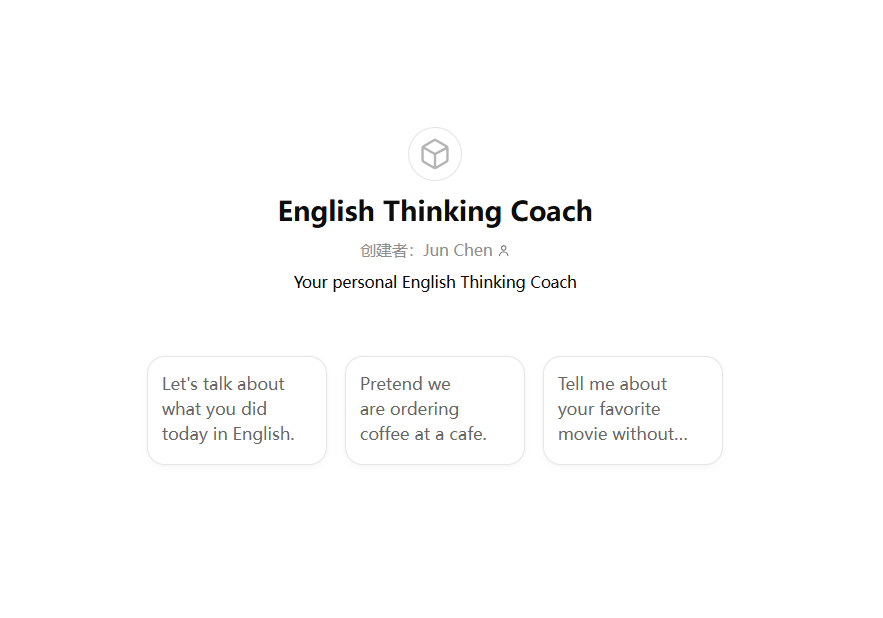 English Thinking Coach
创建者：Jun Chen
Your personal English Thinking Coach
Let's talk about
what you did
today in English.
Pretend we
are ordering
coffee at a cafe.
Tell me about
your favorite
movie without...